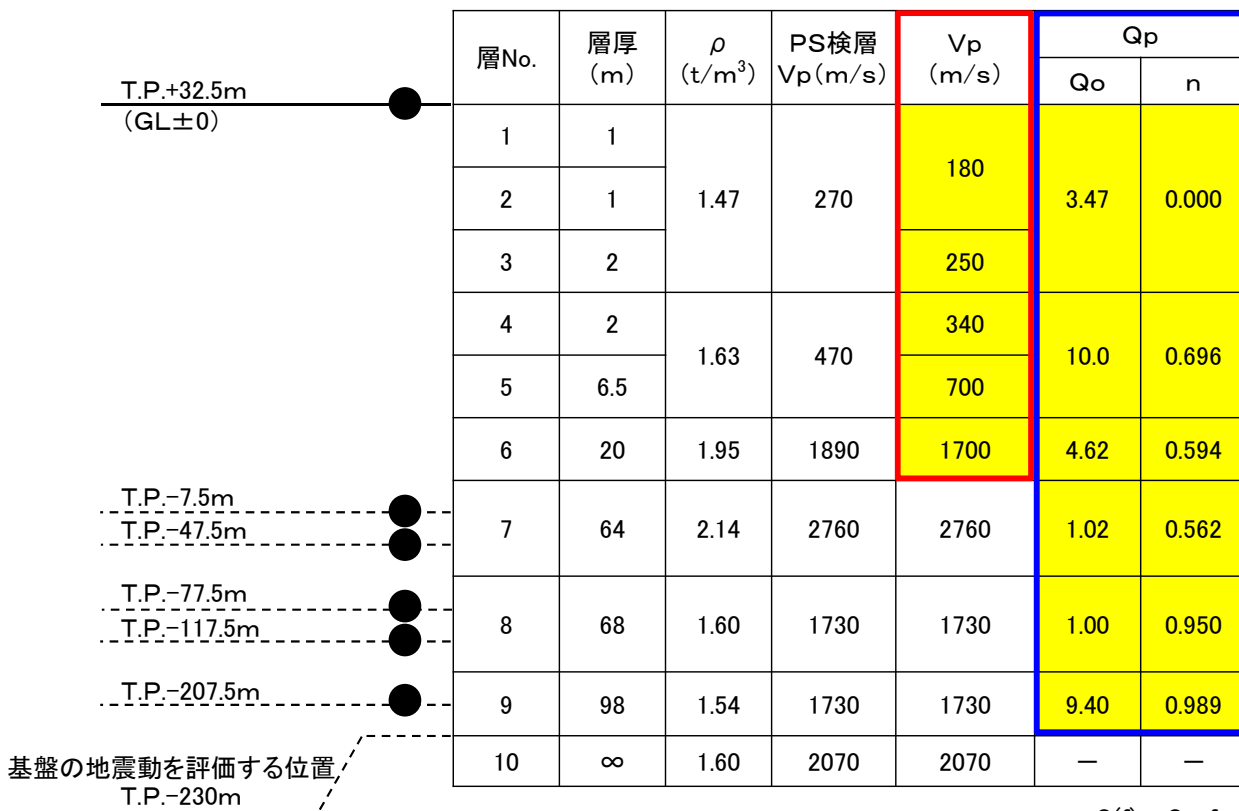 層No. 層厚(m) ρ(t/m³) PS検層Vp(m/s) Vp(m/s) Qp
Qo n
T.P.+32.5m
(GL±0)
1 1 1.47 270 180 3.47 0.000
2 1
3 2 250
4 2 1.63 470 340 10.0 0.696
5 6.5 700
6 20 1.95 1890 1700 4.62 0.594
T.P.-7.5m
T.P.-47.5m
7 64 2.14 2760 2760 1.02 0.562
T.P.-77.5m
T.P.-117.5m
8 68 1.60 1730 1730 1.00 0.950
T.P.-207.5m
9 98 1.54 1730 1730 9.40 0.989
基盤の地震動を評価する位置
T.P.-230m
10 ∞ 1.60 2070 2070 － －